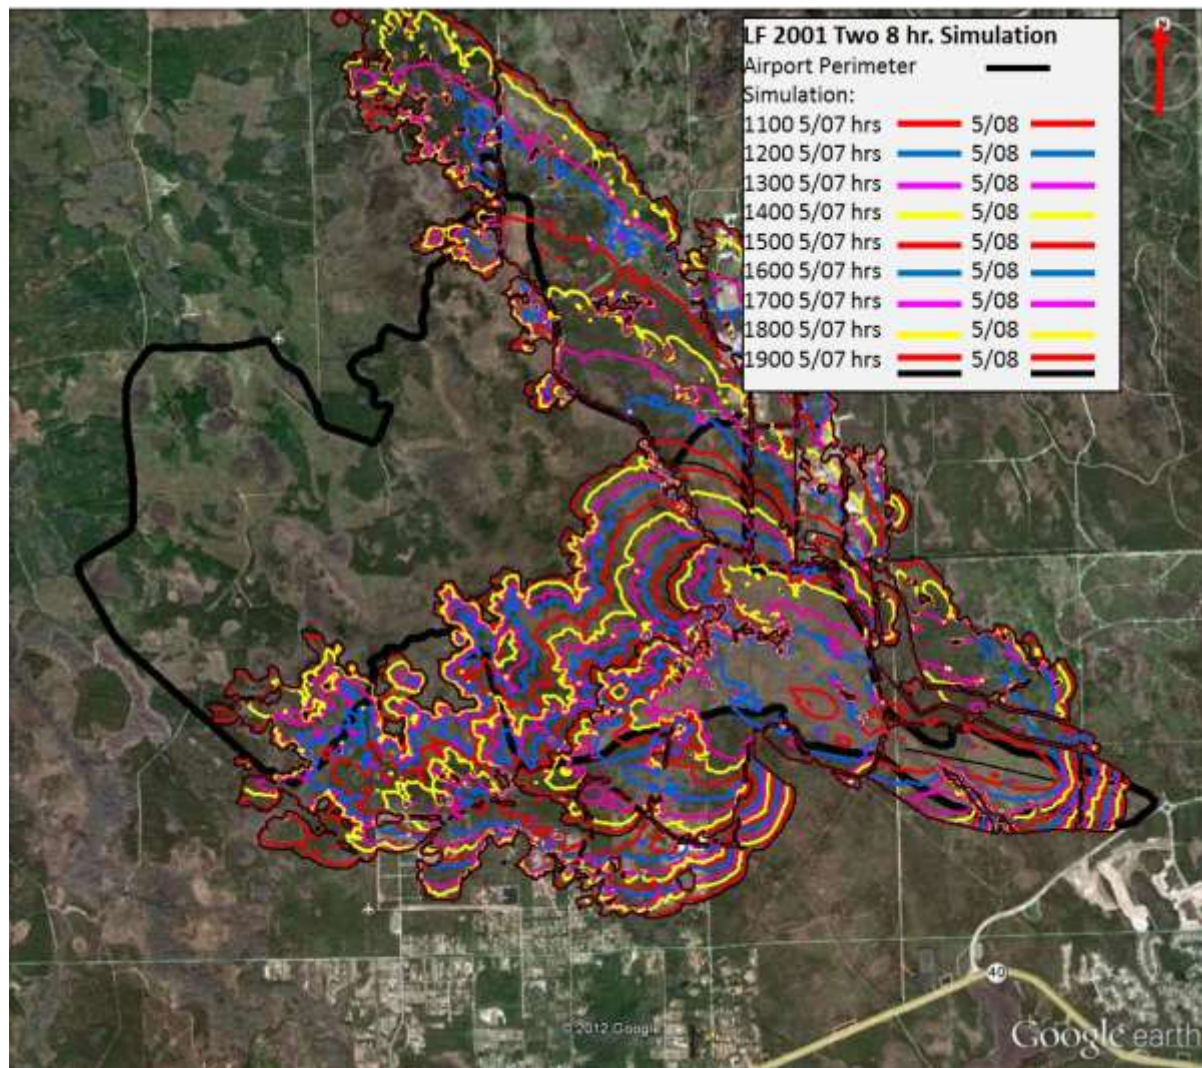 LF 2001 Two 8 hr. Simulation
Airport Perimeter
Simulation:
1100 5/07 hrs 5/08
1200 5/07 hrs 5/08
1300 5/07 hrs 5/08
1400 5/07 hrs 5/08
1500 5/07 hrs 5/08
1600 5/07 hrs 5/08
1700 5/07 hrs 5/08
1800 5/07 hrs 5/08
1900 5/07 hrs 5/08
N
40
© 2012 Google
Google earth